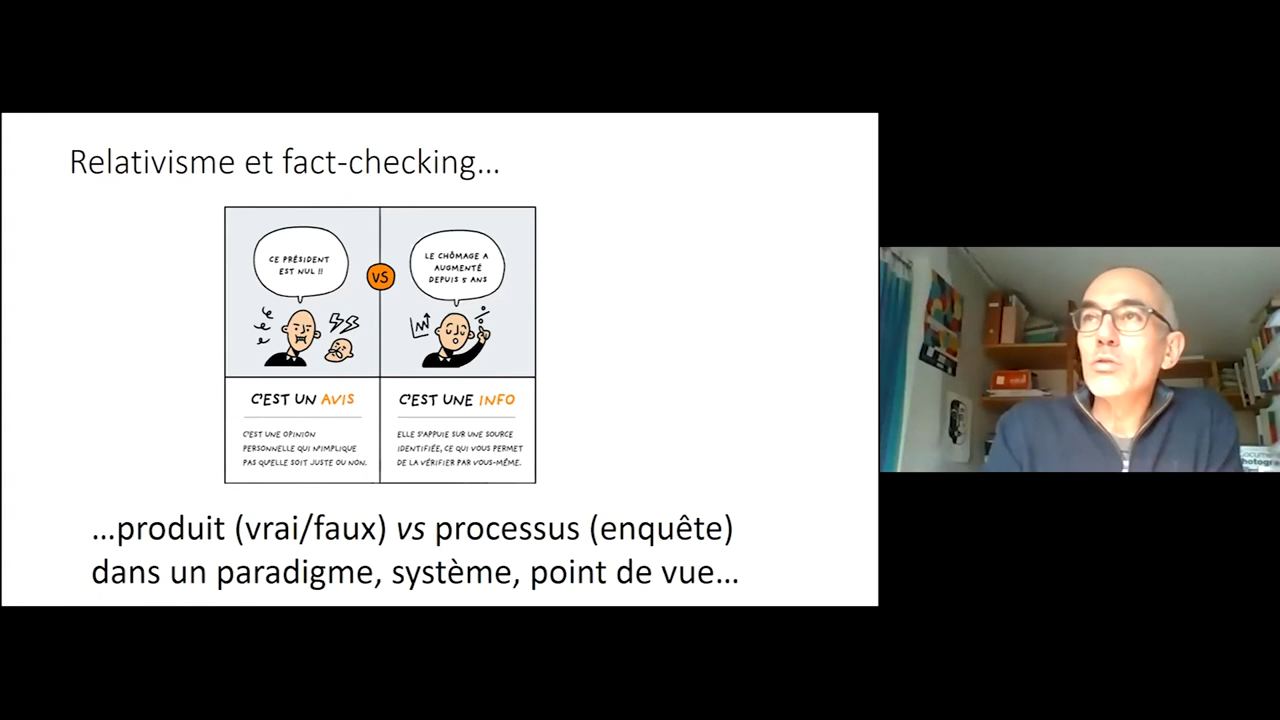 Relativisme et fact-checking...
CE PRÉSIDENT
EST NUL !!
VS
LE CHÔMAGE A
AUGMENTÉ
DEPUIS 5 ANS
C'EST UN AVIS
C'EST UNE OPINION
PERSONNELLE QUI N'IMPLIQUE
PAS QU'ELLE SOIT JUSTE OU NON.
C'EST UNE INFO
ELLE S'APPUIE SUR UNE SOURCE
IDENTIFIÉE, CE QUI VOUS PERMET
DE LA VÉRIFIER PAR VOUS-MÊME.
...produit (vrai/faux) vs processus (enquête)
dans un paradigme, système, point de vue...